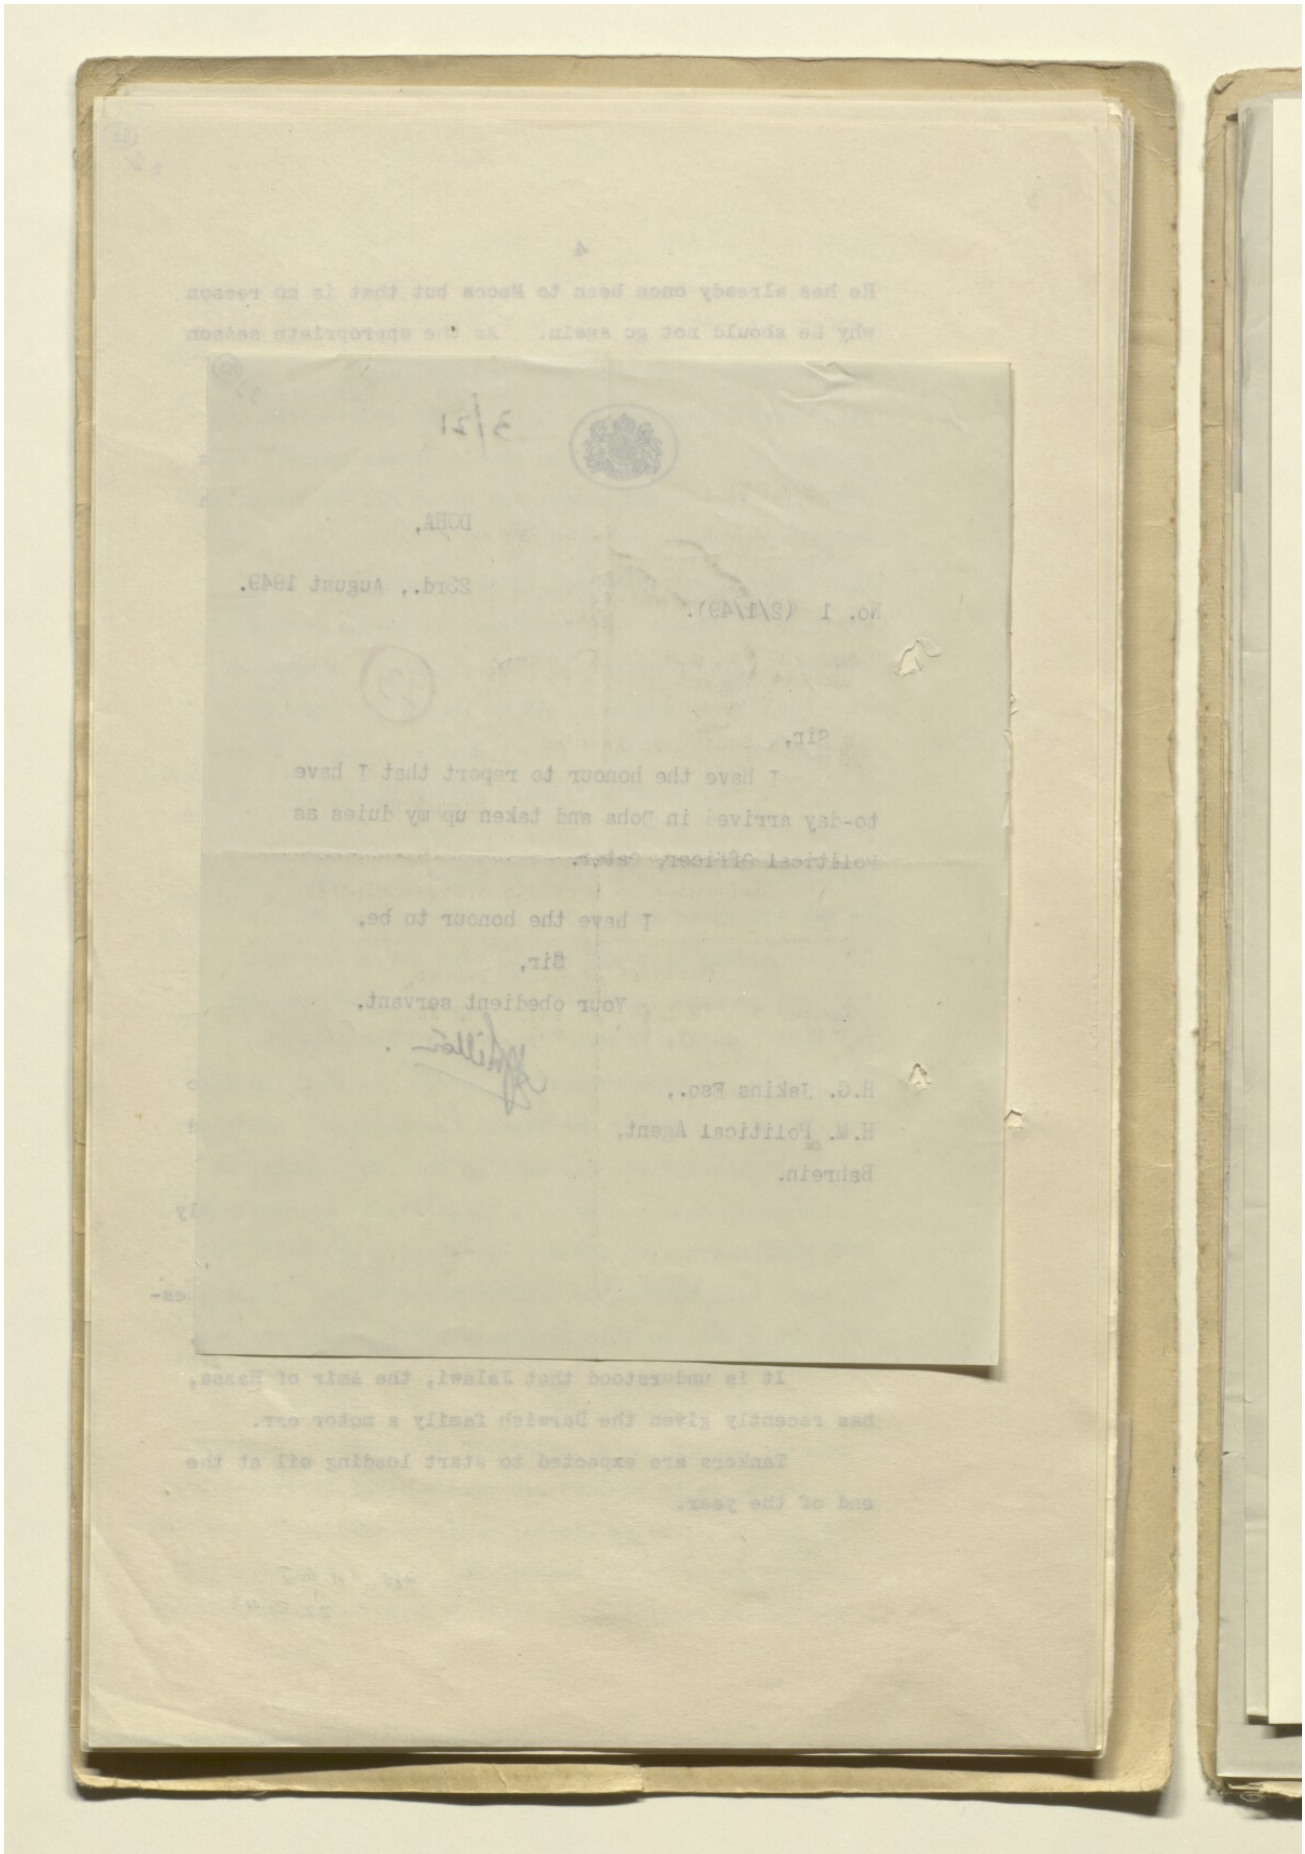 4
He has already once been to Mecca but that is no reason
why he should not go again. As the appropriate season
3/21
DOHA,
23rd., August 1949.
No. 1 (2/1/49).
13
Sir,
I have the honour to report that I have
to-day arrived in Doha and taken up my duies as
Political Officer, Qatar.
I have the honour to be,
Sir,
Your obedient servant,
H.G. Jakins Esq.,
H.M. Political Agent,
Bahrein.
ly
es-
It is understood that Jalawi, the Amir of Hassa,
has recently given the Darwish family a motor car.
Tankers are expected to start loading oil at the
end of the year.